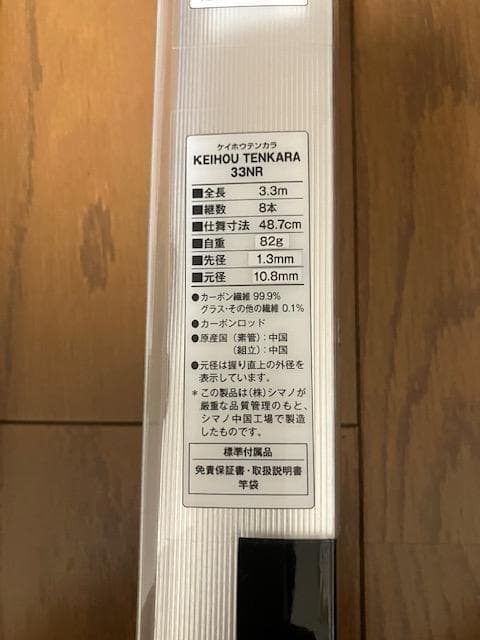 ケイホウテンカラ
KEIHOU TENKARA
33NR
■全長 3.3m
■継数 8本
■仕舞寸法 48.7cm
■自重 82g
■先径 1.3mm
■元径 10.8mm
●カーボン繊維 99.9%
グラス・その他の繊維 0.1%
●カーボンロッド
●原産国（素管）：中国
（組立）：中国
●元径は握り直上の外径を
表示しています。
＊この製品は（株）シマノが
厳重な品質管理のもと、
シマノ中国工場で製造
したものです。
標準付属品
免責保証書・取扱説明書
竿袋